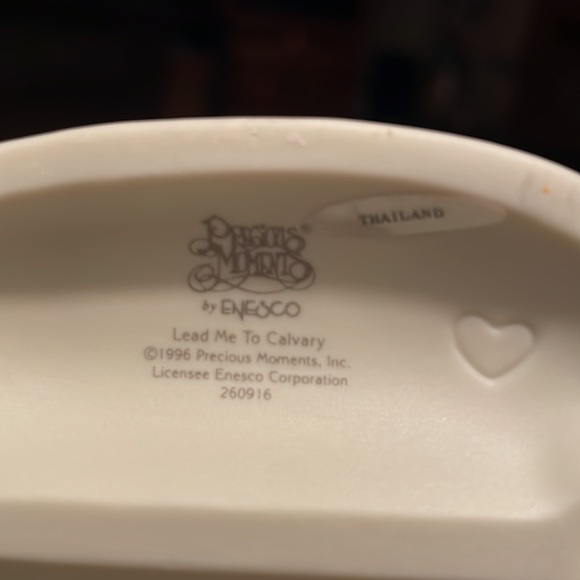 THAILAND
PRECIOUS
MOMENTS®
by ENESCO
Lead Me To Calvary
©1996 Precious Moments, Inc.
Licensee Enesco Corporation
260916